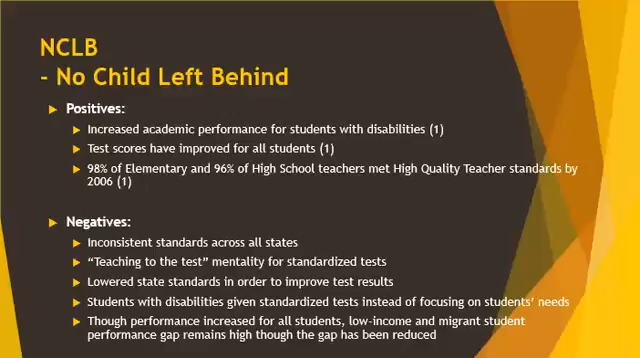 NCLB
- No Child Left Behind
Positives:
Increased academic performance for students with disabilities (1)
Test scores have improved for all students (1)
98% of Elementary and 96% of High School teachers met High Quality Teacher standards by
2006 (1)
Negatives:
Inconsistent standards across all states
“Teaching to the test” mentality for standardized tests
Lowered state standards in order to improve test results
Students with disabilities given standardized tests instead of focusing on students’ needs
Though performance increased for all students, low-income and migrant student
performance gap remains high though the gap has been reduced